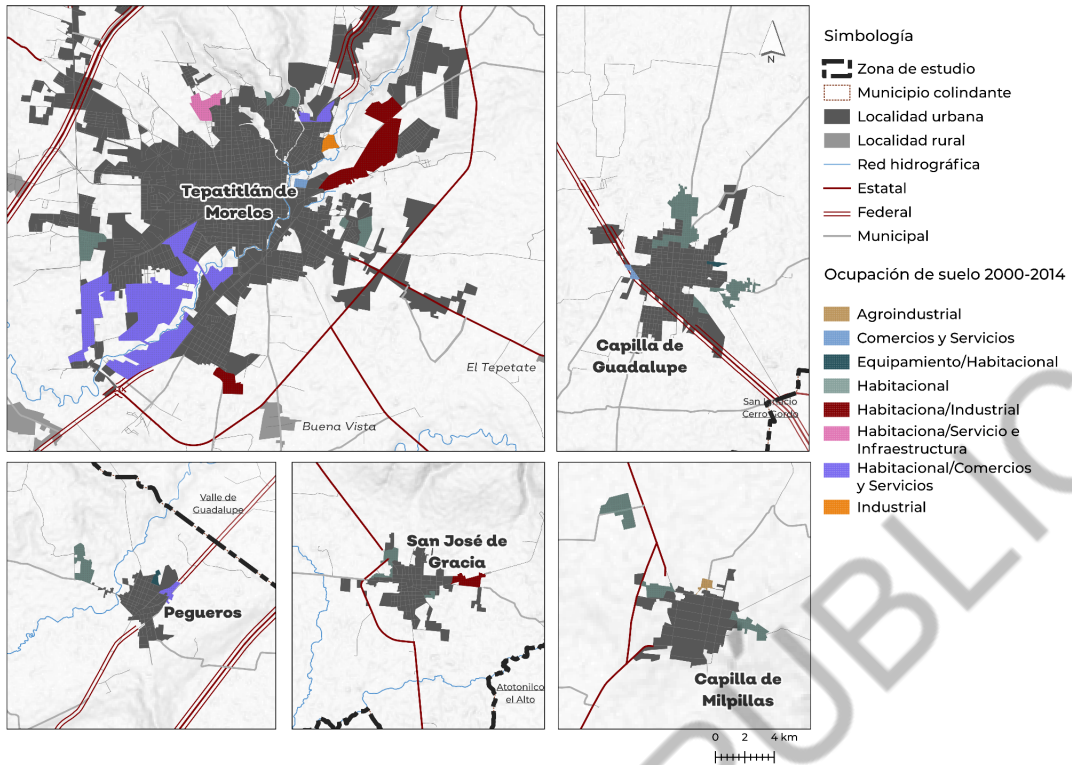 Tepatitlán de
Morelos
El Tepetate
Buena Vista
N
Capilla de
Guadalupe
San Ignacio
Cerro Gordo
Valle de
Guadalupe
Pegueros
San José de
Gracia
Atotonilco
el Alto
Capilla de
Milpillas
0 2 4 km
Simbología
Zona de estudio
Municipio colindante
Localidad urbana
Localidad rural
Red hidrográfica
Estatal
Federal
Municipal
Ocupación de suelo 2000-2014
Agroindustrial
Comercios y Servicios
Equipamiento/Habitacional
Habitacional
Habitaciona/Industrial
Habitaciona/Servicio e
Infraestructura
Habitacional/Comercios
y Servicios
Industrial
PÚBLIC